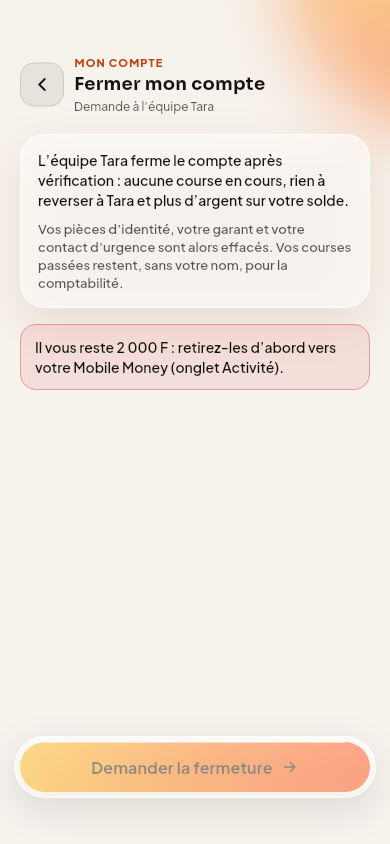 MON COMPTE
Fermer mon compte
Demande à l’équipe Tara
L’équipe Tara ferme le compte après
vérification : aucune course en cours, rien à
reverser à Tara et plus d’argent sur votre solde.
Vos pièces d’identité, votre garant et votre
contact d’urgence sont alors effacés. Vos courses
passées restent, sans votre nom, pour la
comptabilité.
Il vous reste 2 000 F : retirez-les d’abord vers
votre Mobile Money (onglet Activité).
Demander la fermeture →